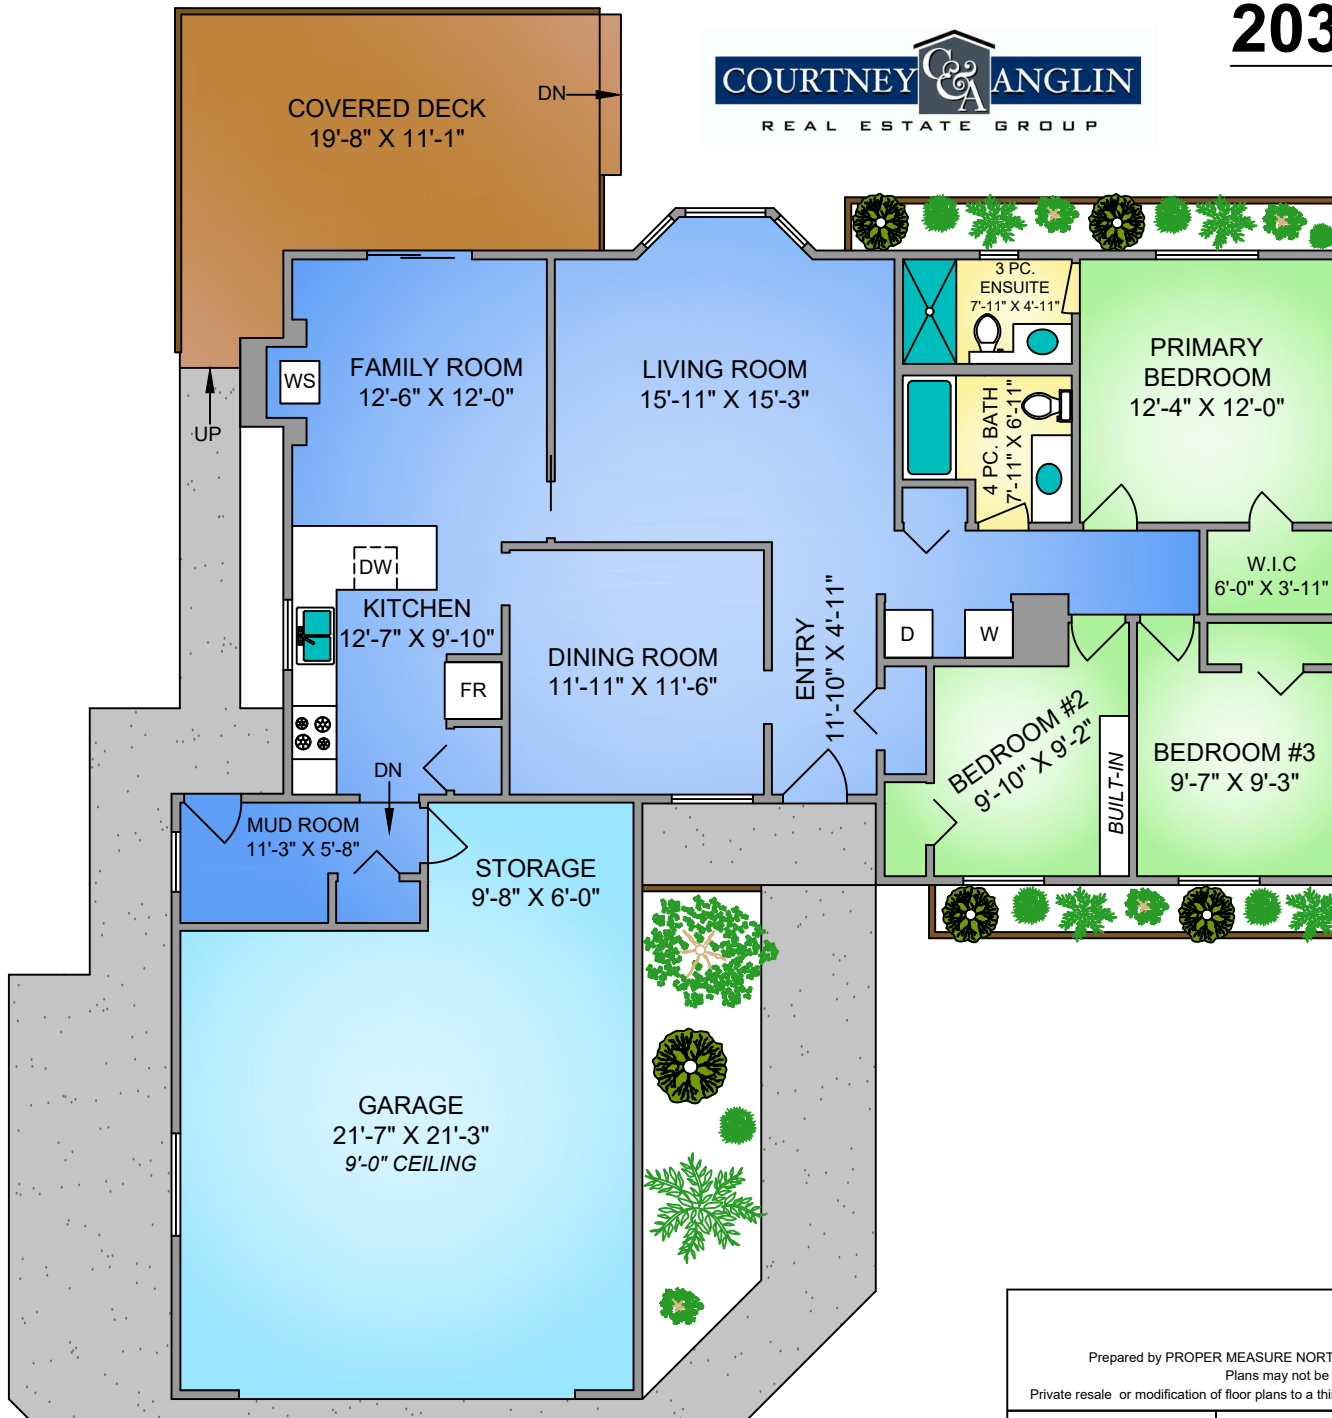 203
COURTNEY C&A ANGLIN
REAL ESTATE GROUP
COVERED DECK
19'-8" X 11'-1"
DN
3 PC.
ENSUITE
7'-11" X 4'-11"
PRIMARY
BEDROOM
12'-4" X 12'-0"
FAMILY ROOM
12'-6" X 12'-0"
LIVING ROOM
15'-11" X 15'-3"
WS
UP
4 PC. BATH
7'-11" X 6'-11"
DW
KITCHEN
12'-7" X 9'-10"
W.I.C
6'-0" X 3'-11"
ENTRY
11'-10" X 4'-11"
D
W
DINING ROOM
11'-11" X 11'-6"
FR
BEDROOM #2
9'-10" X 9'-2"
BUILT-IN
BEDROOM #3
9'-7" X 9'-3"
DN
MUD ROOM
11'-3" X 5'-8"
STORAGE
9'-8" X 6'-0"
GARAGE
21'-7" X 21'-3"
9'-0" CEILING
Prepared by PROPER MEASURE NORT
Plans may not be
Private resale or modification of floor plans to a thi